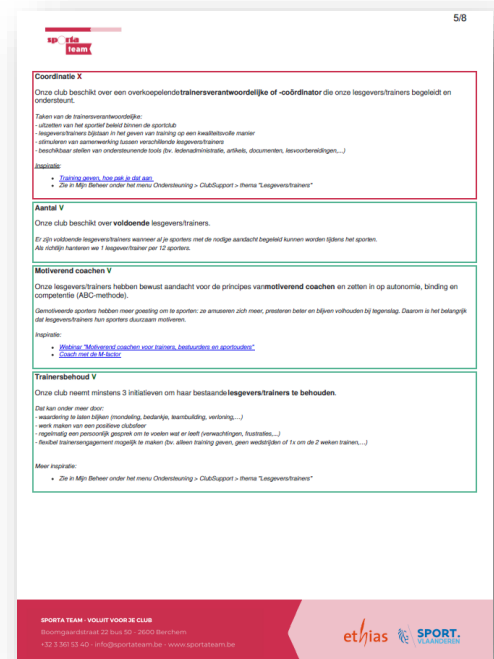 5/8
sporta
team
Coordinatie X
Onze club beschikt over een overkoepelende trainersverantwoordelijke of -coördinator die onze lesgevers/trainers begeleidt en
ondersteunt.
Taken van de trainersverantwoordelijke:
- uitzetten van het sportief beleid binnen de sportclub
- lesgevers/trainers bijstaan in het geven van training op een kwaliteitsvolle manier
- stimuleren van samenwerking tussen verschillende lesgevers/trainers
- beschikbaar stellen van ondersteunende tools (bv. ledenadministratie, artikels, documenten, lesvoorbereidingen,...)
Inspiratie:
• Training geven, hoe pak je dat aan
• Zie in Mijn Beheer onder het menu Ondersteuning > ClubSupport > thema "Lesgevers/trainers"
Aantal V
Onze club beschikt over voldoende lesgevers/trainers.
Er zijn voldoende lesgevers/trainers wanneer al je sporters met de nodige aandacht begeleid kunnen worden tijdens het sporten.
Als richtlijn hanteren we 1 lesgever/trainer per 12 sporters.
Motiverend coachen V
Onze lesgevers/trainers hebben bewust aandacht voor de principes van motiverend coachen en zetten in op autonomie, binding en
competentie (ABC-methode).
Gemotiveerde sporters hebben meer goesting om te sporten: ze amuseren zich meer, presteren beter en blijven volhouden bij tegenslag. Daarom is het belangrijk
dat lesgevers/trainers hun sporters duurzaam motiveren.
Inspiratie:
• Webinar "Motiverend coachen voor trainers, bestuurders en sportouders".
• Coach met de M-factor
Trainersbehoud V
Onze club neemt minstens 3 initiatieven om haar bestaande lesgevers/trainers te behouden.
Dat kan onder meer door:
- waardering te laten blijken (mondeling, bedankje, teambuilding, verloning,...)
- werk maken van een positieve clubsfeer
- regelmatig een persoonlijk gesprek om te voelen wat er leeft (verwachtingen, frustraties,...)
- flexibel trainersengagement mogelijk te maken (bv. alleen training geven, geen wedstrijden of 1x om de 2 weken trainen,...)
Meer inspiratie:
• Zie in Mijn Beheer onder het menu Ondersteuning > ClubSupport > thema "Lesgevers/trainers"
SPORTA TEAM - VOLUIT VOOR JE CLUB
Boomgaardstraat 22 bus 50 - 2600 Berchem
+32 3 361 53 40 - info@sportateam.be - www.sportateam.be
ethias
SPORT.
VLAANDEREN